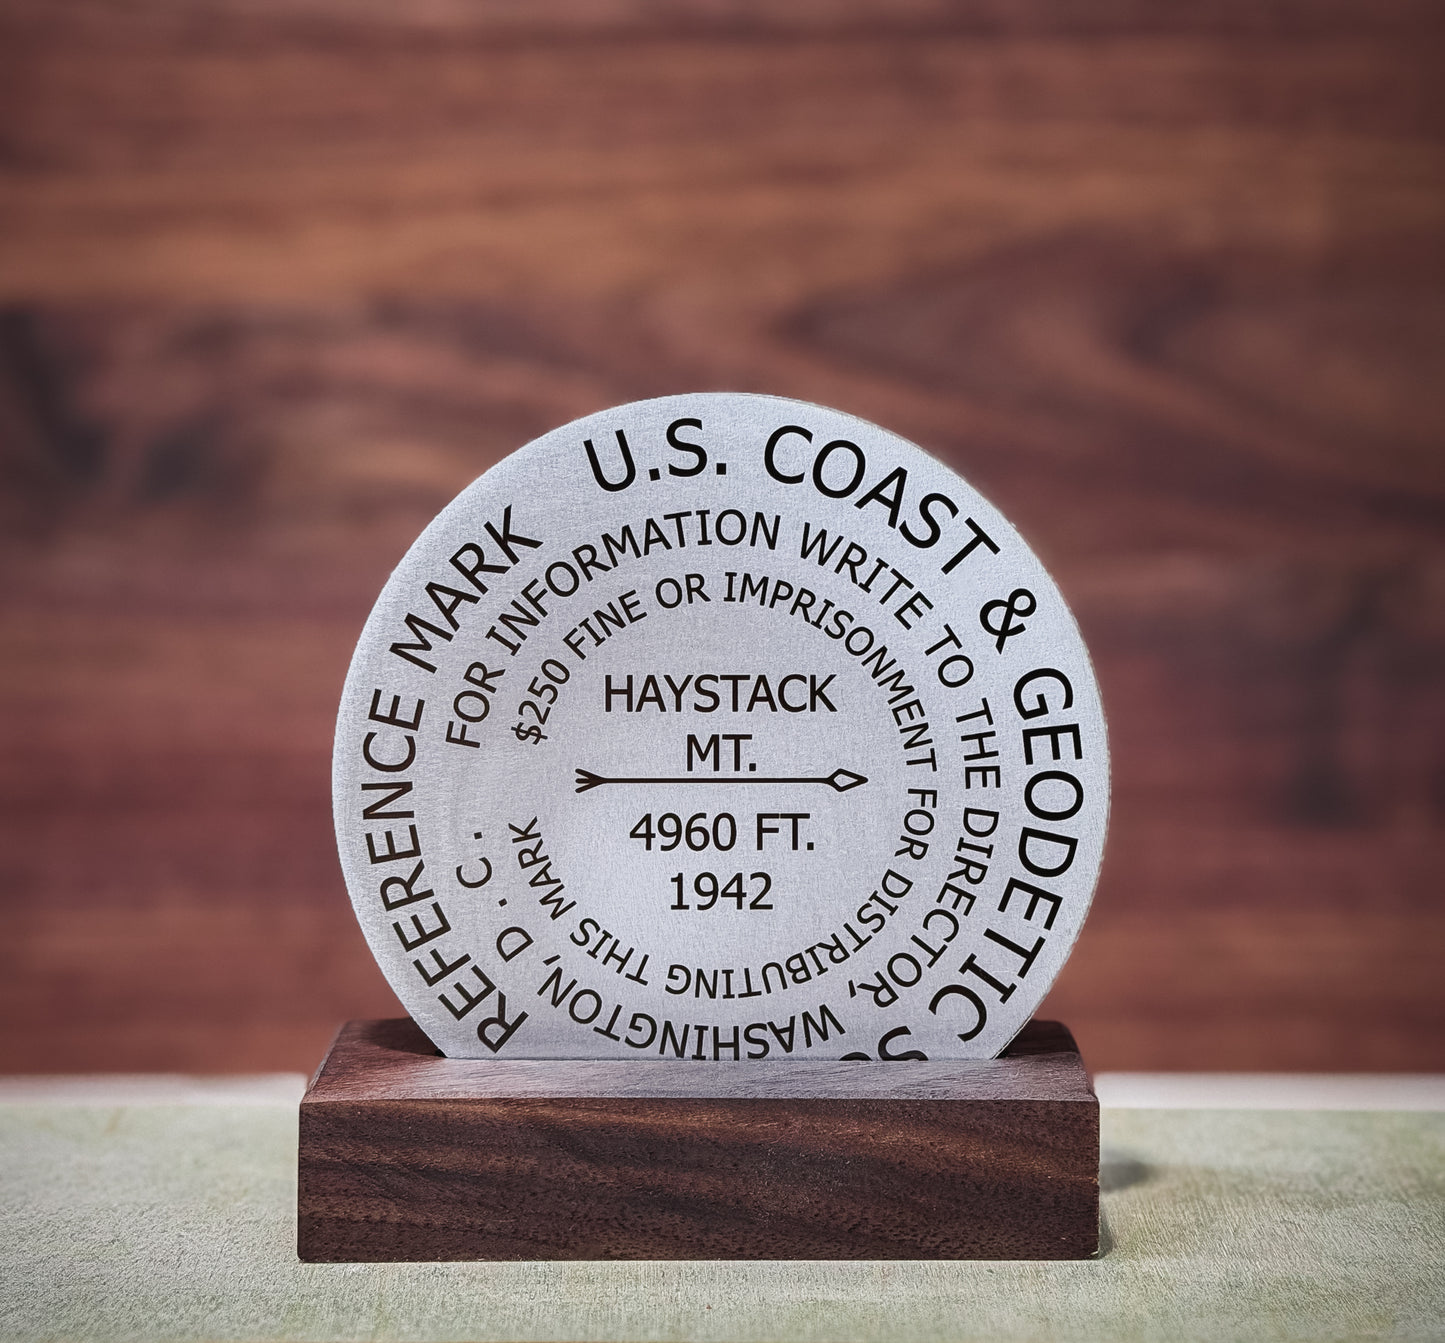 U.S. COAST & GEODETIC S
REFERENCE MARK
FOR INFORMATION WRITE TO THE DIRECTOR, WASHINGTON, D. C.
$250 FINE OR IMPRISONMENT FOR DISTRIBUTING THIS MARK
HAYSTACK
MT.
4960 FT.
1942